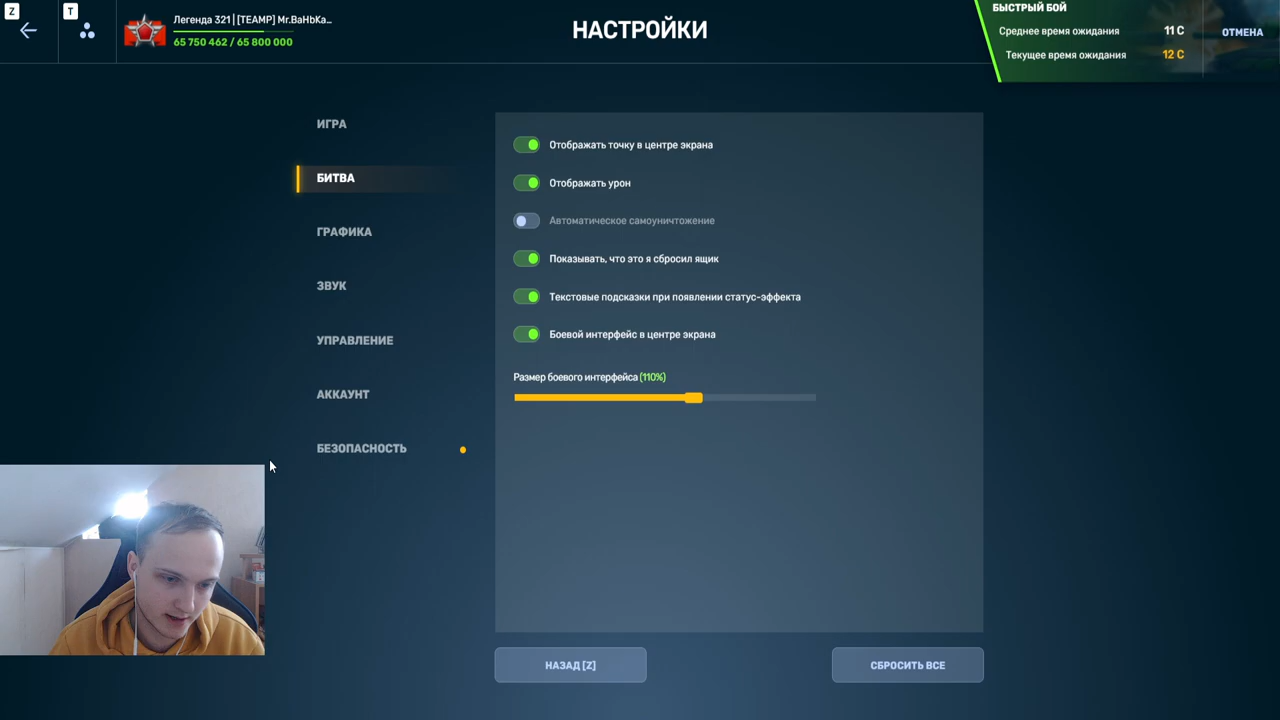 Z
T
Легенда 321 | [TEAMP] Mr.BaHbKa...
65 750 462 / 65 800 000
НАСТРОЙКИ
БЫСТРЫЙ БОЙ
Среднее время ожидания 11 С
Текущее время ожидания 12 С
ОТМЕНА
ИГРА
БИТВА
ГРАФИКА
ЗВУК
УПРАВЛЕНИЕ
АККАУНТ
БЕЗОПАСНОСТЬ
Отображать точку в центре экрана
Отображать урон
Автоматическое самоуничтожение
Показывать, что это я сбросил ящик
Текстовые подсказки при появлении статус-эффекта
Боевой интерфейс в центре экрана
Размер боевого интерфейса (110%)
НАЗАД [Z]
СБРОСИТЬ ВСЕ